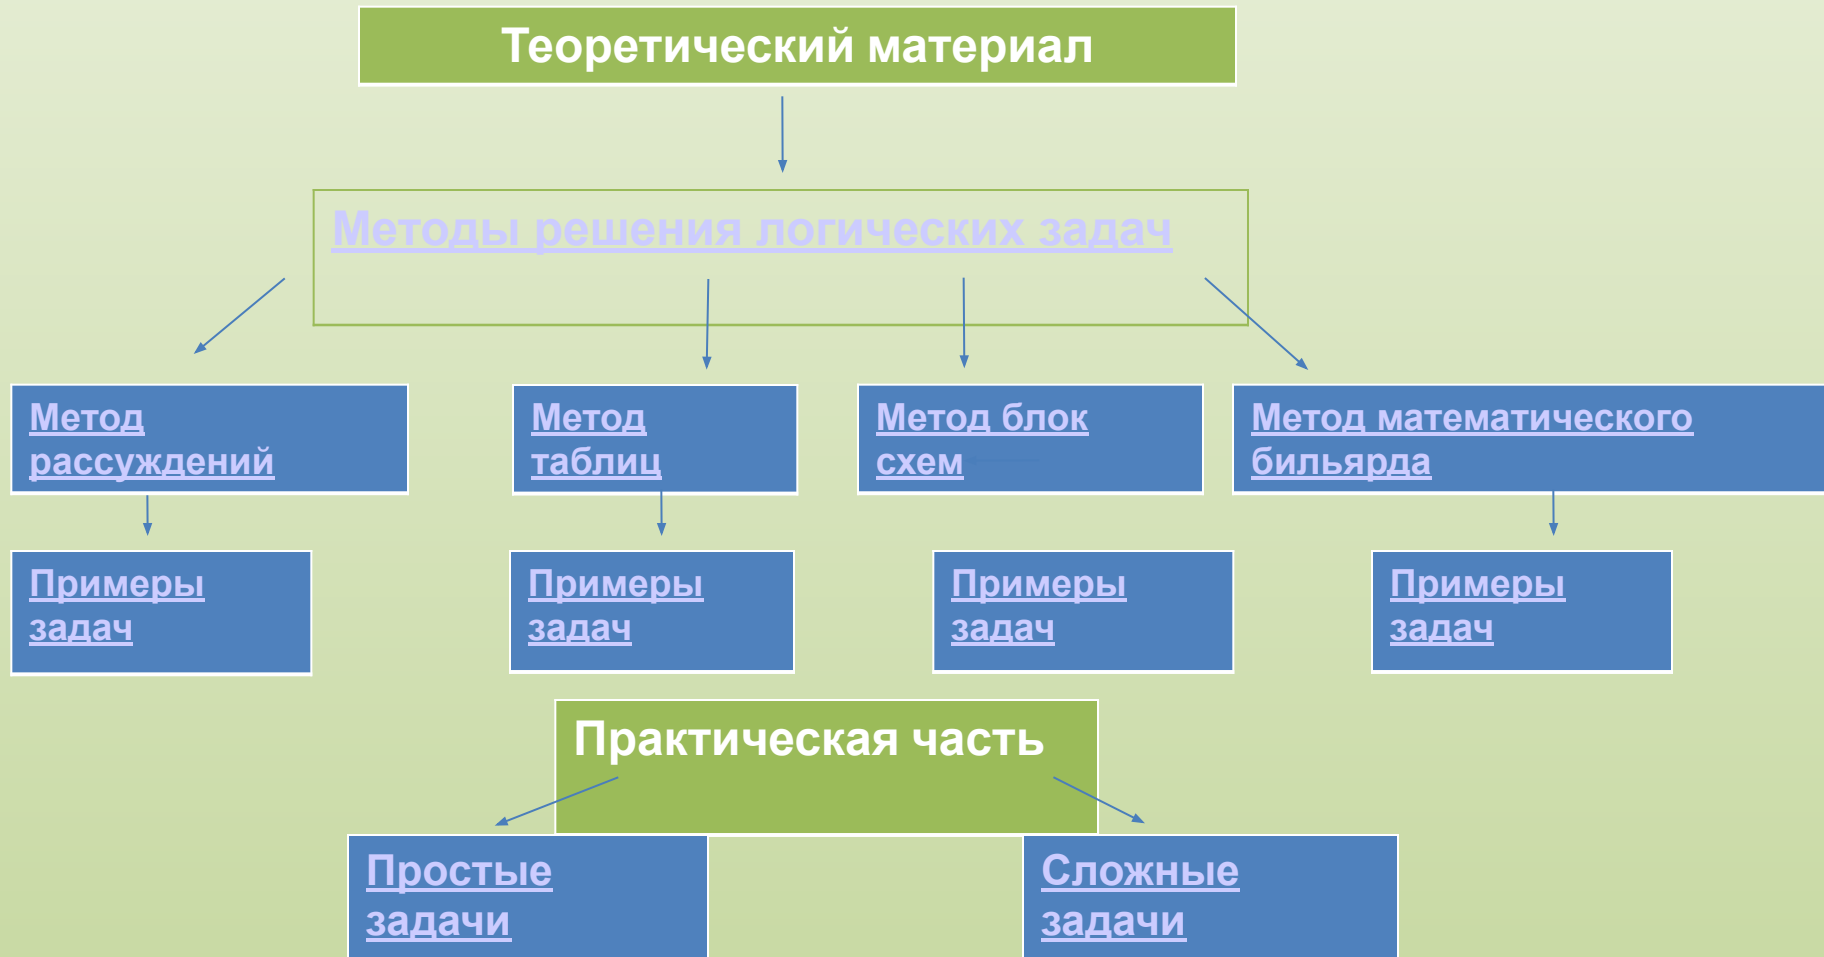 Теоретический материал
Методы решения логических задач
Метод
рассуждений
Метод
таблиц
Метод блок
схем
Метод математического
бильярда
Примеры
задач
Примеры
задач
Примеры
задач
Примеры
задач
Практическая часть
Простые
задачи
Сложные
задачи